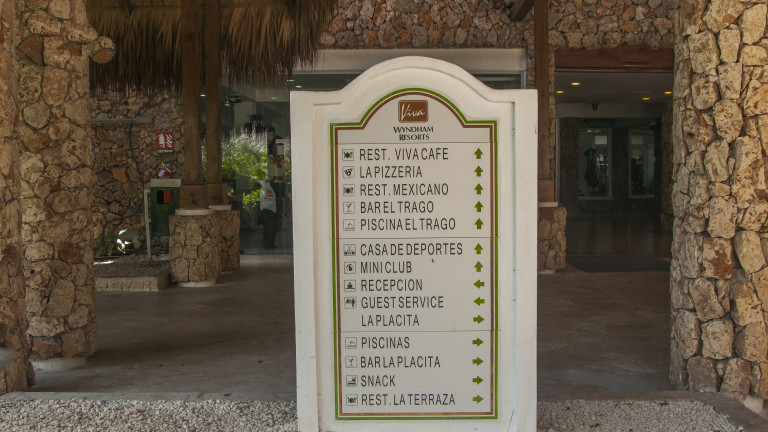 Viva
WYNDHAM
RESORTS
REST. VIVA CAFE
LA PIZZERIA
REST. MEXICANO
BAR EL TRAGO
PISCINA EL TRAGO
CASA DE DEPORTES
MINI CLUB
RECEPCION
GUEST SERVICE
LA PLACITA
PISCINAS
BAR LA PLACITA
SNACK
REST. LA TERRAZA